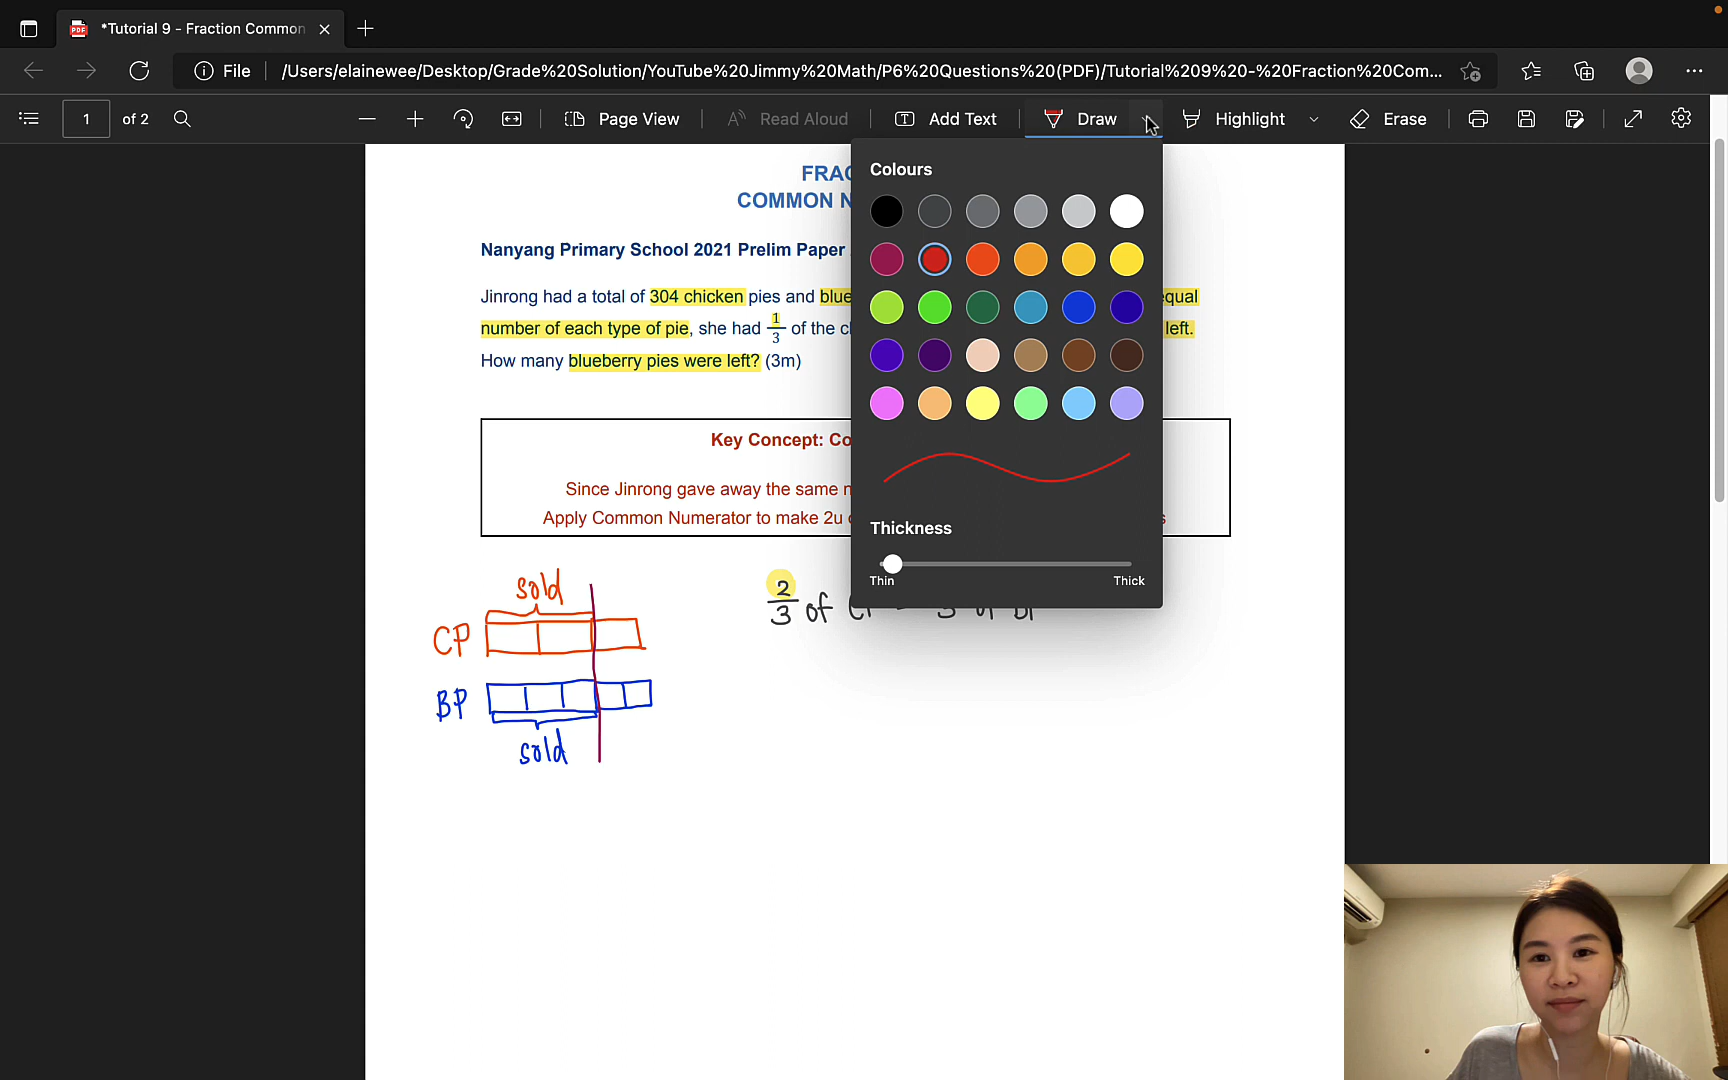 *Tutorial 9 - Fraction Common
File /Users/elainewee/Desktop/Grade%20Solution/YouTube%20Jimmy%20Math/P6%20Questions%20(PDF)/Tutorial%209%20-%20Fraction%20Com...
1 of 2 Page View Read Aloud Add Text Draw Highlight Erase
FRAC
COMMON N
Nanyang Primary School 2021 Prelim Paper
Jinrong had a total of 304 chicken pies and blue equal
number of each type of pie, she had 1/3 of the c left.
How many blueberry pies were left? (3m)
Key Concept: Co
Since Jinrong gave away the same n
Apply Common Numerator to make 2u s
Colours
Thickness
Thin Thick
sold
CP
BP
sold
2/3 of